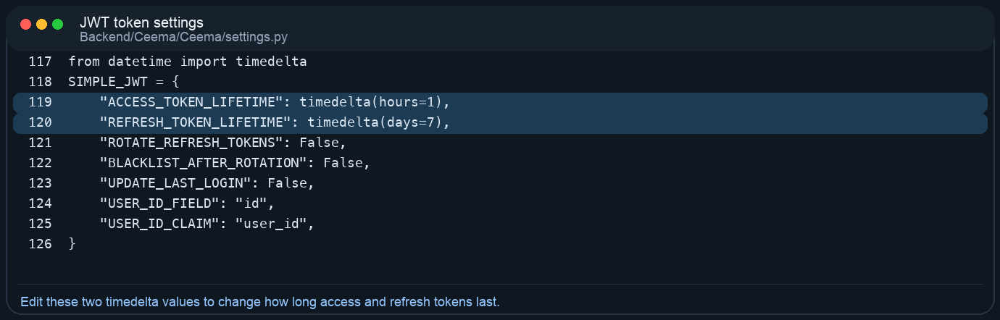 JWT token settings
Backend/Ceema/Ceema/settings.py
117 from datetime import timedelta
118 SIMPLE_JWT = {
119     "ACCESS_TOKEN_LIFETIME": timedelta(hours=1),
120     "REFRESH_TOKEN_LIFETIME": timedelta(days=7),
121     "ROTATE_REFRESH_TOKENS": False,
122     "BLACKLIST_AFTER_ROTATION": False,
123     "UPDATE_LAST_LOGIN": False,
124     "USER_ID_FIELD": "id",
125     "USER_ID_CLAIM": "user_id",
126 }
Edit these two timedelta values to change how long access and refresh tokens last.